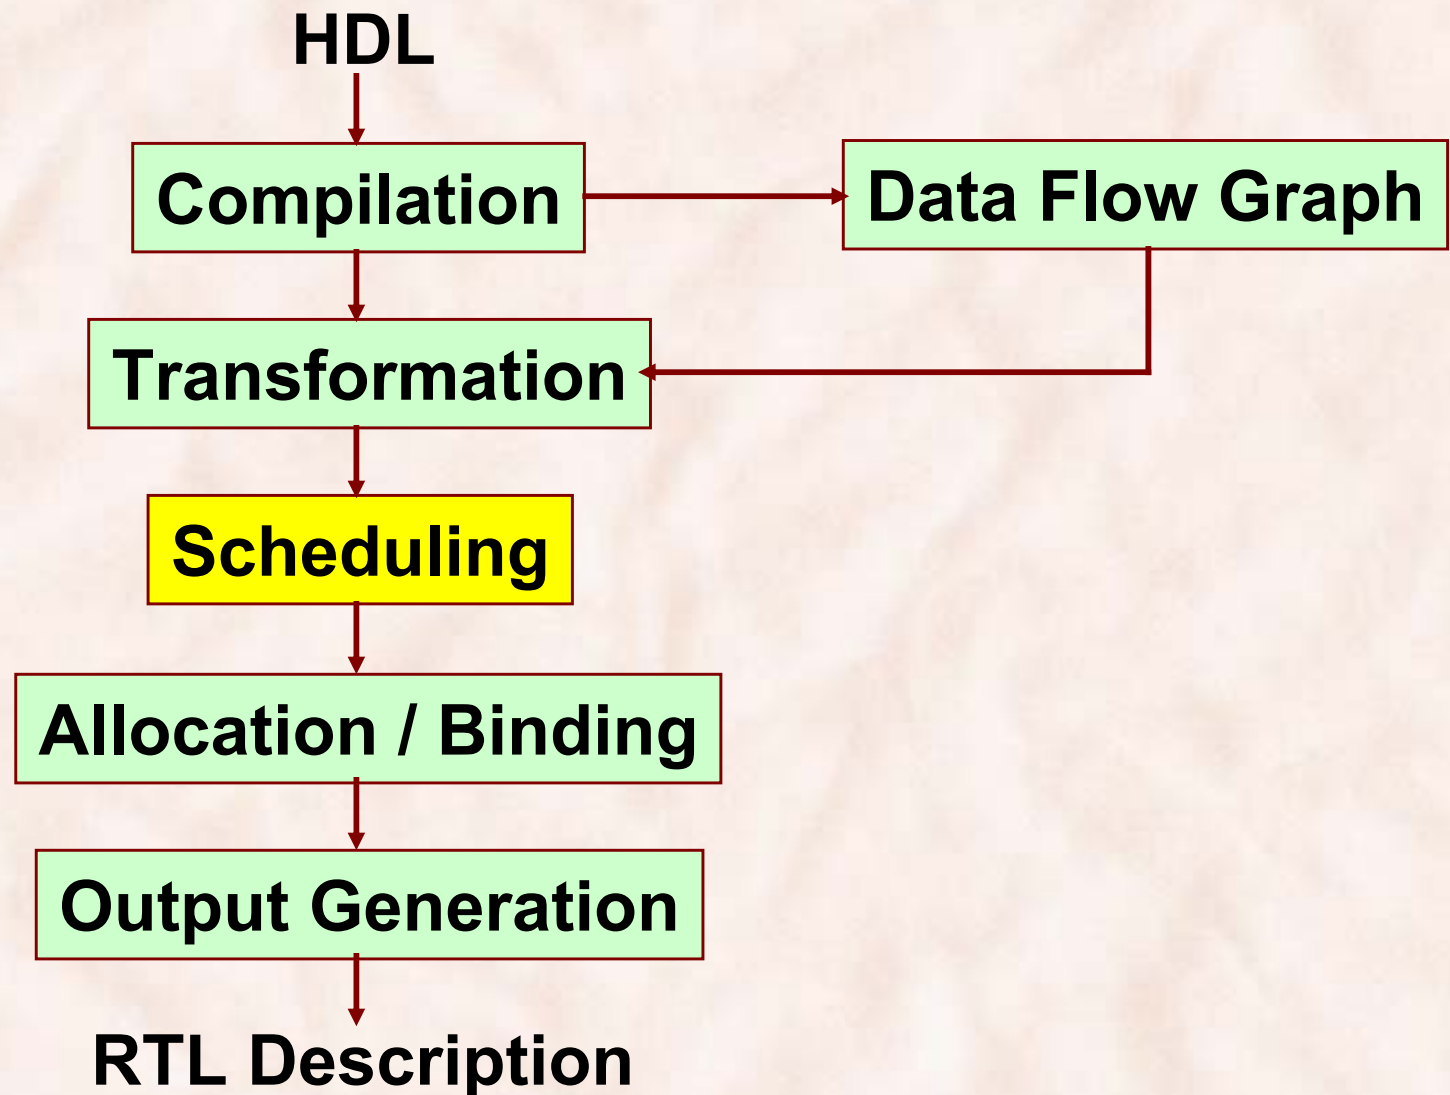 HDL
Compilation
Data Flow Graph
Transformation
Scheduling
Allocation / Binding
Output Generation
RTL Description